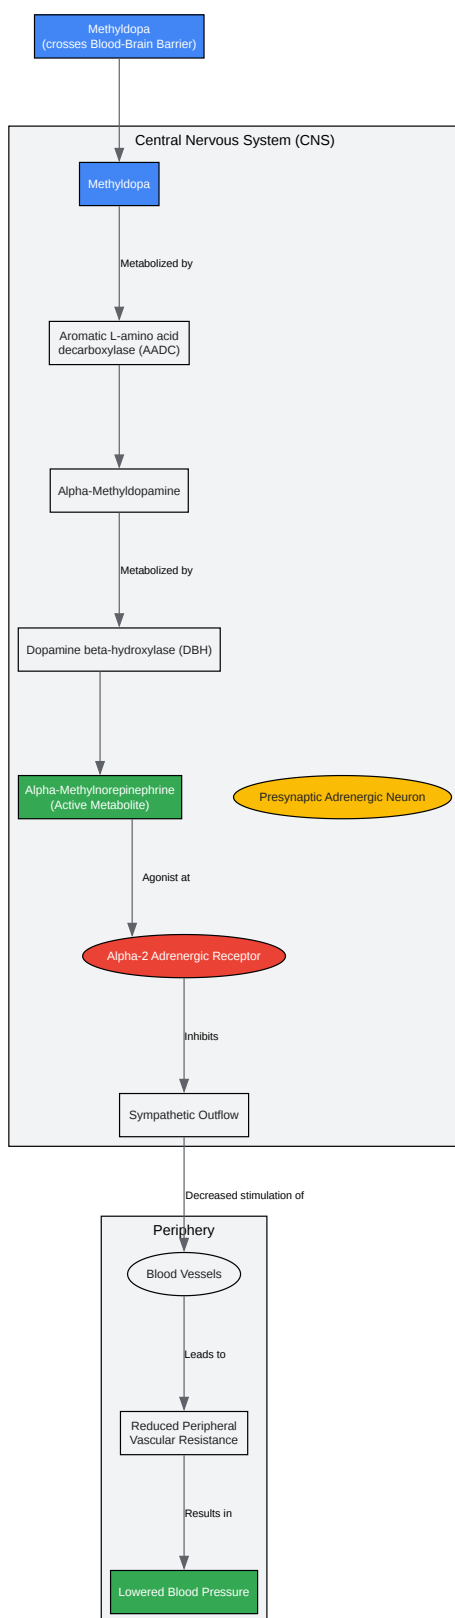 Methyldopa
(crosses Blood-Brain Barrier)
Central Nervous System (CNS)
Methyldopa
Metabolized by
Aromatic L-amino acid
decarboxylase (AADC)
Alpha-Methyldopamine
Metabolized by
Dopamine beta-hydroxylase (DBH)
Alpha-Methylnorepinephrine
(Active Metabolite)
Presynaptic Adrenergic Neuron
Agonist at
Alpha-2 Adrenergic Receptor
Inhibits
Sympathetic Outflow
Decreased stimulation of
Periphery
Blood Vessels
Leads to
Reduced Peripheral
Vascular Resistance
Results in
Lowered Blood Pressure